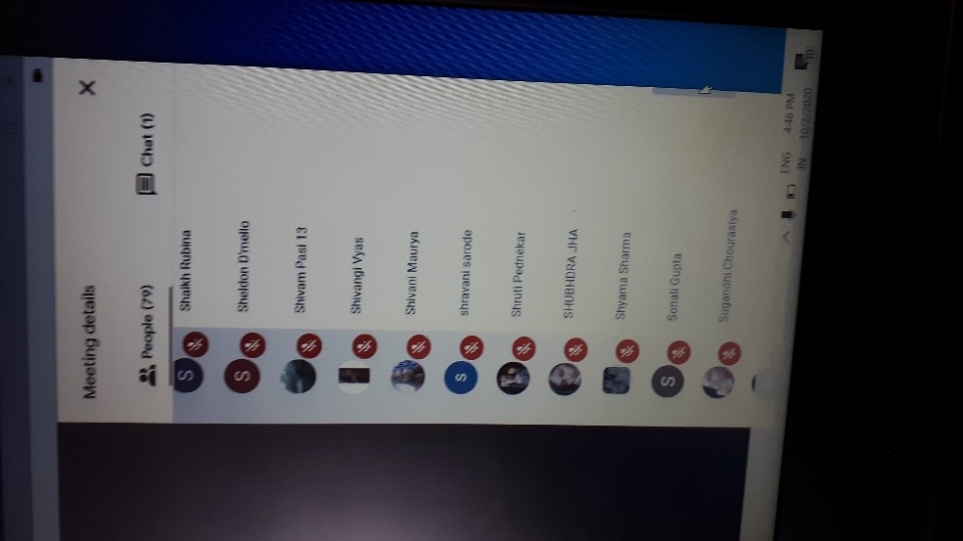 Meeting details
People (79)
Chat (1)
S
Shaikh Rubina
S
Sheldon D'mello
Shivam Pasi 13
Shivangi Vyas
Shivani Maurya
s
shravani sarode
Shruti Pednekar
SHUBHDRA JHA
Shyama Sharma
S
Sonali Gupta
Sugandhi Chourasiya
ENG
IN
4:46 PM
10/2/2020
10